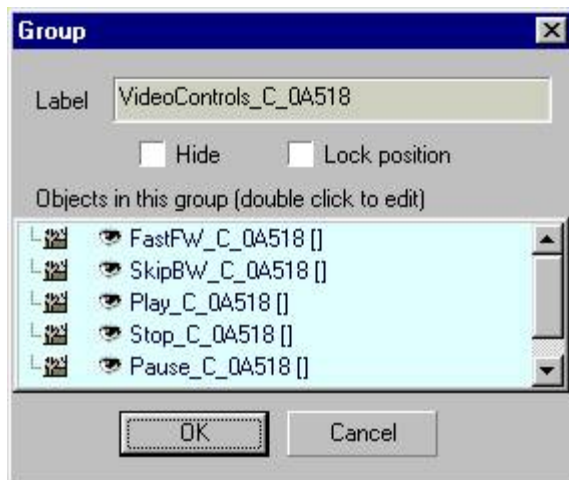 Group
Label VideoControls_C_0A518
Hide Lock position
Objects in this group (double click to edit)
FastFW_C_0A518 []
SkipBW_C_0A518 []
Play_C_0A518 []
Stop_C_0A518 []
Pause_C_0A518 []
OK Cancel